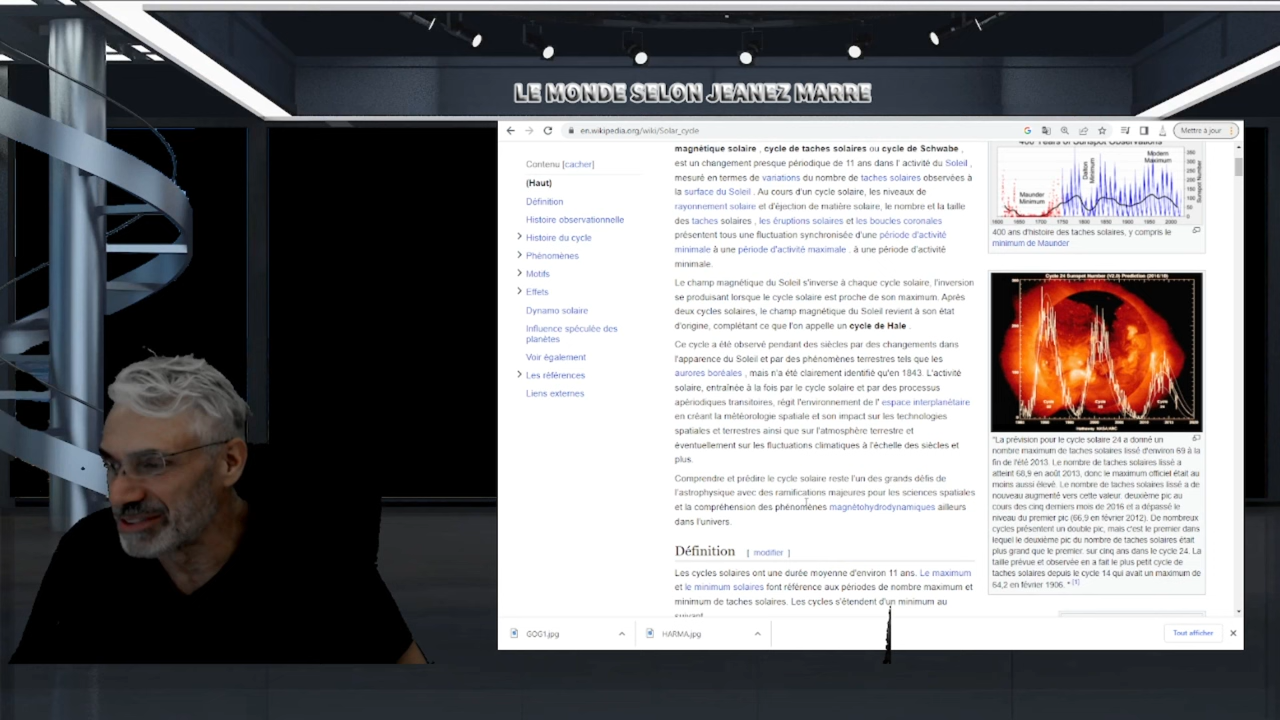 LE MONDE SELON JEANEZ MARRE
en.wikipedia.org/wiki/Solar_cycle
Mettre à jour
Contenu [cacher]
(Haut)
Définition
Histoire observationnelle
Histoire du cycle
Phénomènes
Motifs
Effets
Dynamo solaire
Influence spéculée des
planètes
Voir également
Les références
Liens externes
magnétique solaire , cycle de taches solaires ou cycle de Schwabe ,
est un changement presque périodique de 11 ans dans l' activité du Soleil ,
mesuré en termes de variations du nombre de taches solaires observées à
la surface du Soleil . Au cours d'un cycle solaire, les niveaux de
rayonnement solaire et d'éjection de matière solaire, le nombre et la taille
des taches solaires , les éruptions solaires et les boucles coronales
présentent tous une fluctuation synchronisée d'une période d'activité
minimale à une période d'activité maximale . à une période d'activité
minimale.
Le champ magnétique du Soleil s'inverse à chaque cycle solaire, l'inversion
se produisant lorsque le cycle solaire est proche de son maximum. Après
deux cycles solaires, le champ magnétique du Soleil revient à son état
d'origine, complétant ce que l'on appelle un cycle de Hale .
Ce cycle a été observé pendant des siècles par des changements dans
l'apparence du Soleil et par des phénomènes terrestres tels que les
aurores boréales , mais n'a été clairement identifié qu'en 1843. L'activité
solaire, entraînée à la fois par le cycle solaire et par des processus
apériodiques transitoires, régit l'environnement de l' espace interplanétaire
en créant la météorologie spatiale et son impact sur les technologies
spatiales et terrestres ainsi que sur l'atmosphère terrestre et
éventuellement sur les fluctuations climatiques à l'échelle des siècles et
plus.
Comprendre et prédire le cycle solaire reste l'un des grands défis de
l'astrophysique avec des ramifications majeures pour les sciences spatiales
et la compréhension des phénomènes magnétohydrodynamiques ailleurs
dans l'univers.
Définition [ modifier ]
Les cycles solaires ont une durée moyenne d'environ 11 ans. Le maximum
et le minimum solaires font référence aux périodes de nombre maximum et
minimum de taches solaires. Les cycles s'étendent d'un minimum au
suivant.
400 Years of Sunspot Observations
Modern
Maximum
Dalton
Minimum
Maunder
Minimum
Sunspot Number
400 ans d'histoire des taches solaires, y compris le
minimum de Maunder
Cycle 24 Sunspot Number (V2.0) Prediction (2016/10)
Hathaway NASA/ARC
"La prévision pour le cycle solaire 24 a donné un
nombre maximum de taches solaires lissé d'environ 69 à la
fin de l'été 2013. Le nombre de taches solaires lissé a
atteint 68,9 en août 2013, donc le maximum officiel était au
moins aussi élevé. Le nombre de taches solaires lissé a de
nouveau augmenté vers cette valeur. deuxième pic au
cours des cinq derniers mois de 2016 et a dépassé le
niveau du premier pic (66,9 en février 2012). De nombreux
cycles présentent un double pic, mais c'est le premier dans
lequel le deuxième pic du nombre de taches solaires était
plus grand que le premier. sur cinq ans dans le cycle 24. La
taille prévue et observée en a fait le plus petit cycle de
taches solaires depuis le cycle 14 qui avait un maximum de
64,2 en février 1906. " [1]
GOG1.jpg
HARMA.jpg
Tout afficher